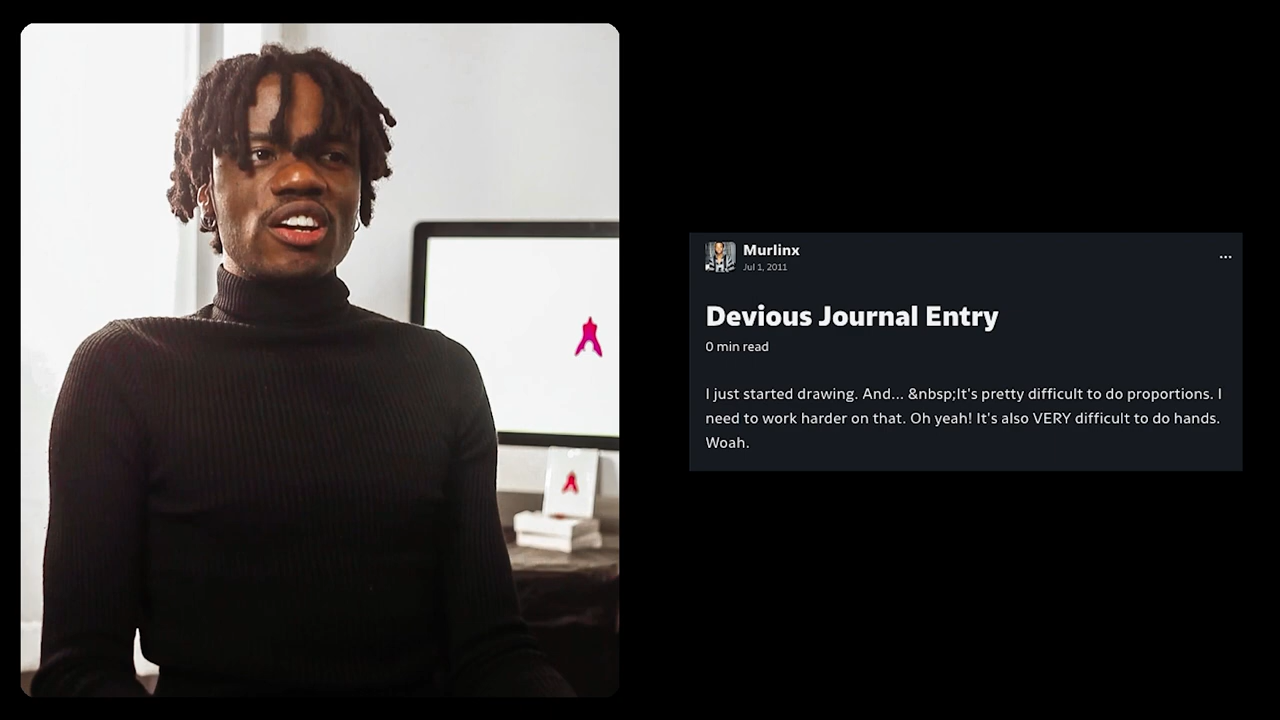 Murlinx
Jul 1, 2011
Devious Journal Entry
0 min read
I just started drawing. And... &nbsp;It's pretty difficult to do proportions. I
need to work harder on that. Oh yeah! It's also VERY difficult to do hands.
Woah.